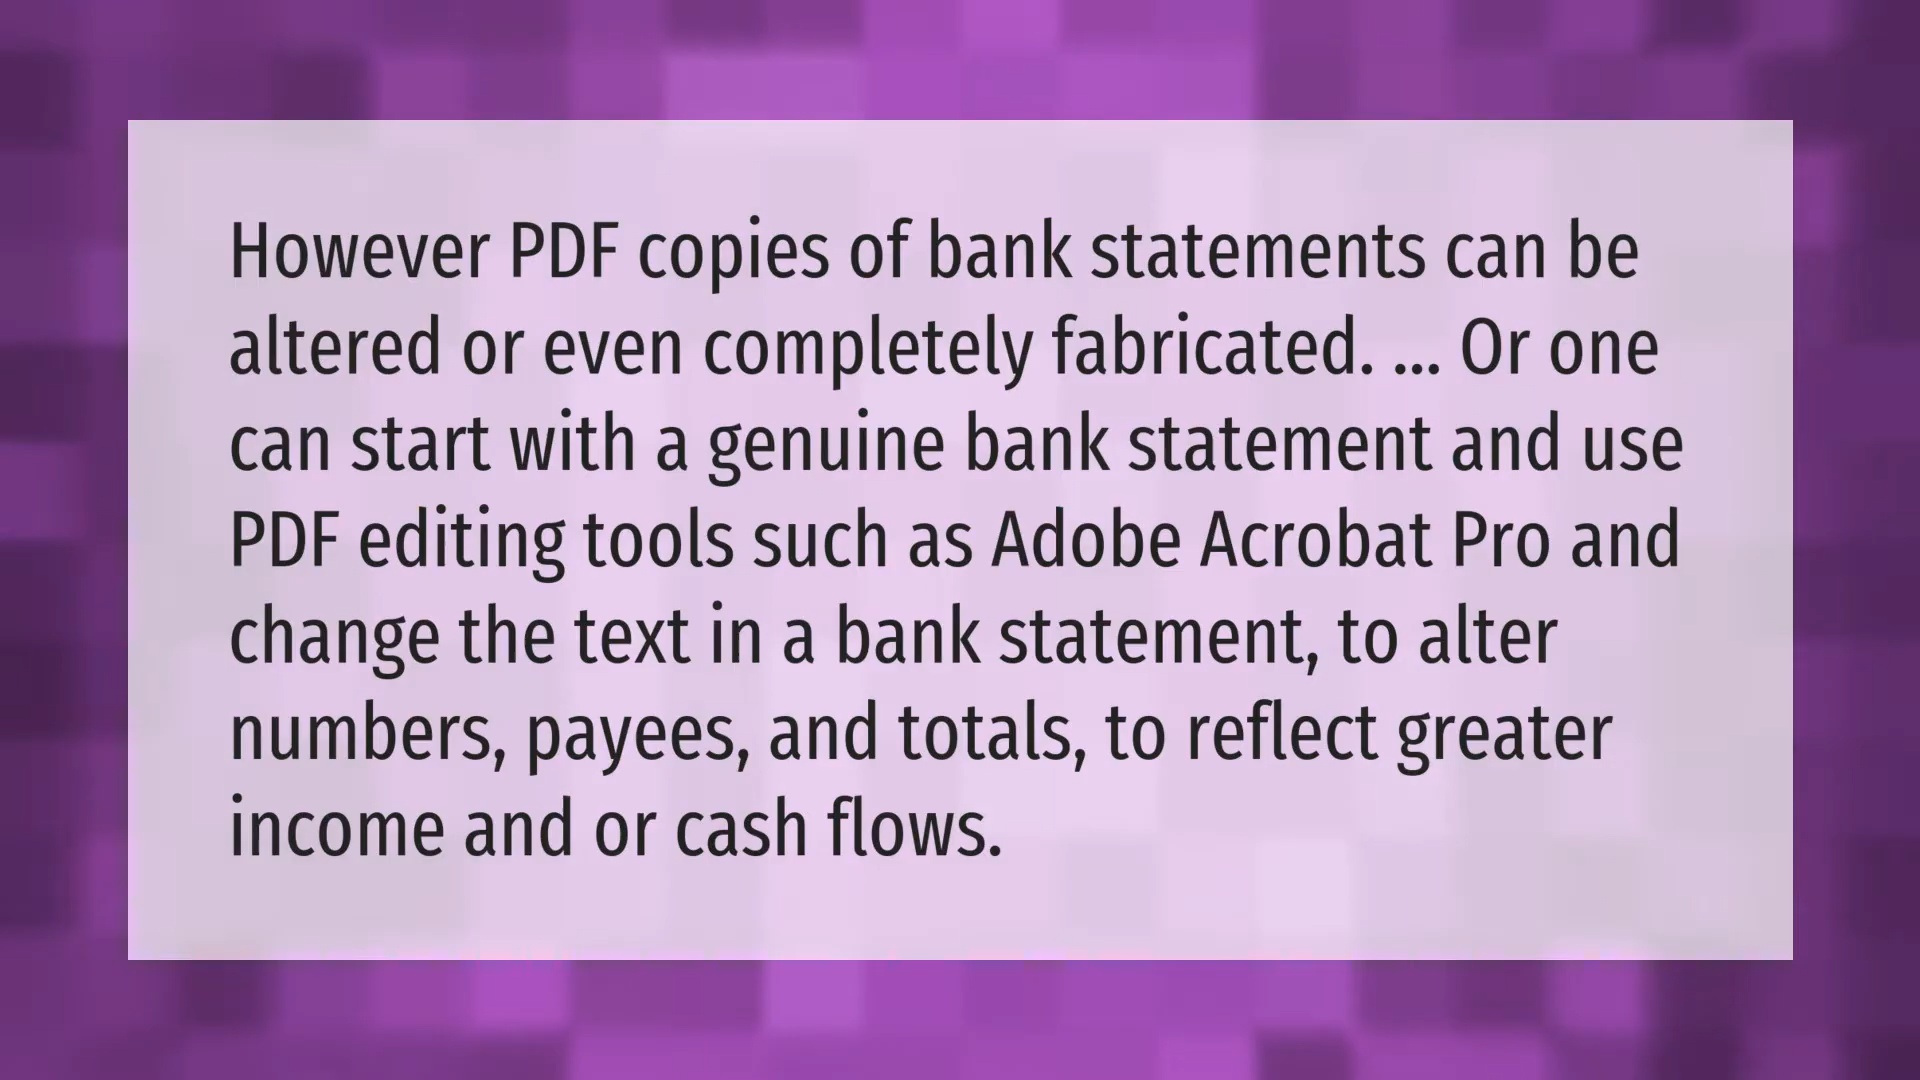 However PDF copies of bank statements can be
altered or even completely fabricated. ... Or one
can start with a genuine bank statement and use
PDF editing tools such as Adobe Acrobat Pro and
change the text in a bank statement, to alter
numbers, payees, and totals, to reflect greater
income and or cash flows.